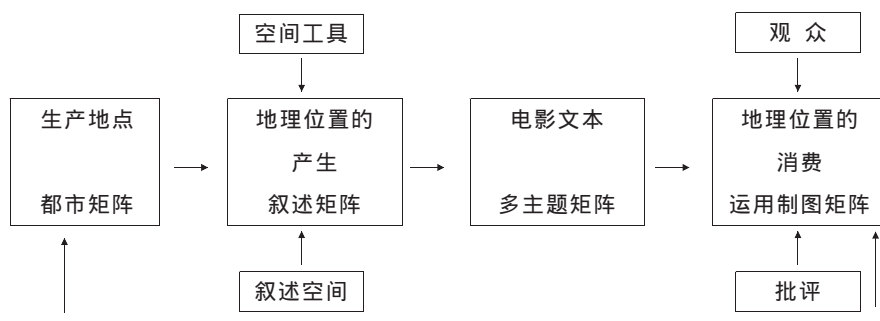 空间工具
观 众
生产地点
都市矩阵
地理位置的
产生
叙述矩阵
电影文本
多主题矩阵
地理位置的
消费
运用制图矩阵
叙述空间
批评